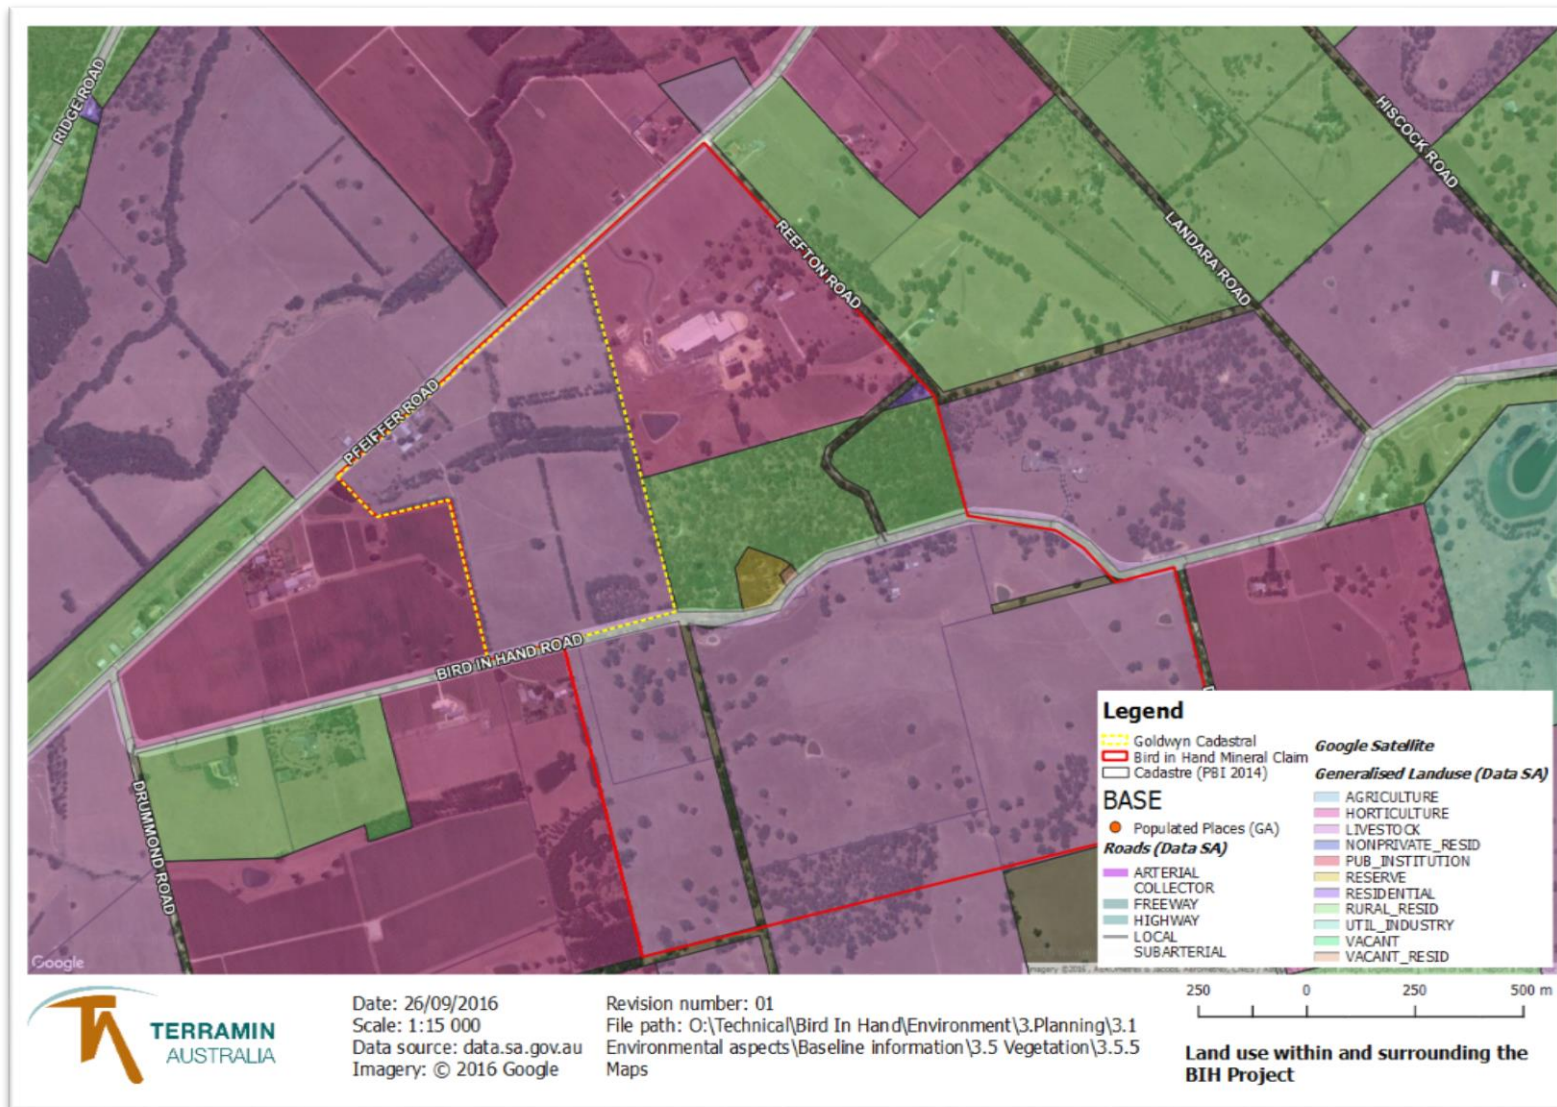 RIDGE ROAD
HISCOCK ROAD
REEFTON ROAD
LANDARA ROAD
PFEIFFER ROAD
BIRD IN HAND ROAD
DRUMMOND ROAD
Google
Legend
Goldwyn Cadastral
Bird in Hand Mineral Claim
Cadastre (PBI 2014)
BASE
Populated Places (GA)
Roads (Data SA)
ARTERIAL
COLLECTOR
FREEWAY
HIGHWAY
LOCAL
SUBARTERIAL
Google Satellite
Generalised Landuse (Data SA)
AGRICULTURE
HORTICULTURE
LIVESTOCK
NONPRIVATE_RESID
PUB_INSTITUTION
RESERVE
RESIDENTIAL
RURAL_RESID
UTIL_INDUSTRY
VACANT
VACANT_RESID
TERRAMIN
AUSTRALIA
Date: 26/09/2016
Scale: 1:15 000
Data source: data.sa.gov.au
Imagery: © 2016 Google
Revision number: 01
File path: O:\Technical\Bird In Hand\Environment\3.Planning\3.1
Environmental aspects\Baseline information\3.5 Vegetation\3.5.5
Maps
250 0 250 500 m
Land use within and surrounding the
BIH Project